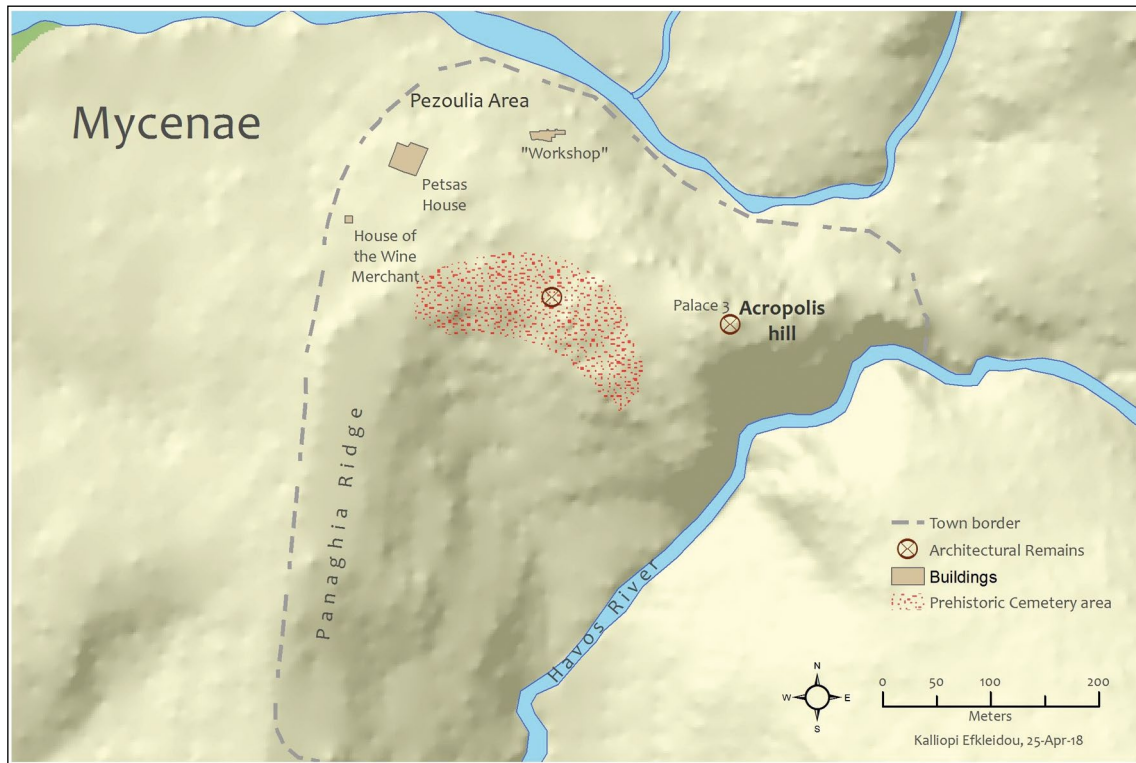 Mycenae
Pezoulia Area
"Workshop"
Petsas
House
House of
the Wine
Merchant
Palace 3
Acropolis
hill
Panaghia Ridge
Havos River
Town border
Architectural Remains
Buildings
Prehistoric Cemetery area
N
W E
S
0 50 100 200
Meters
Kalliopi Efkleidou, 25-Apr-18